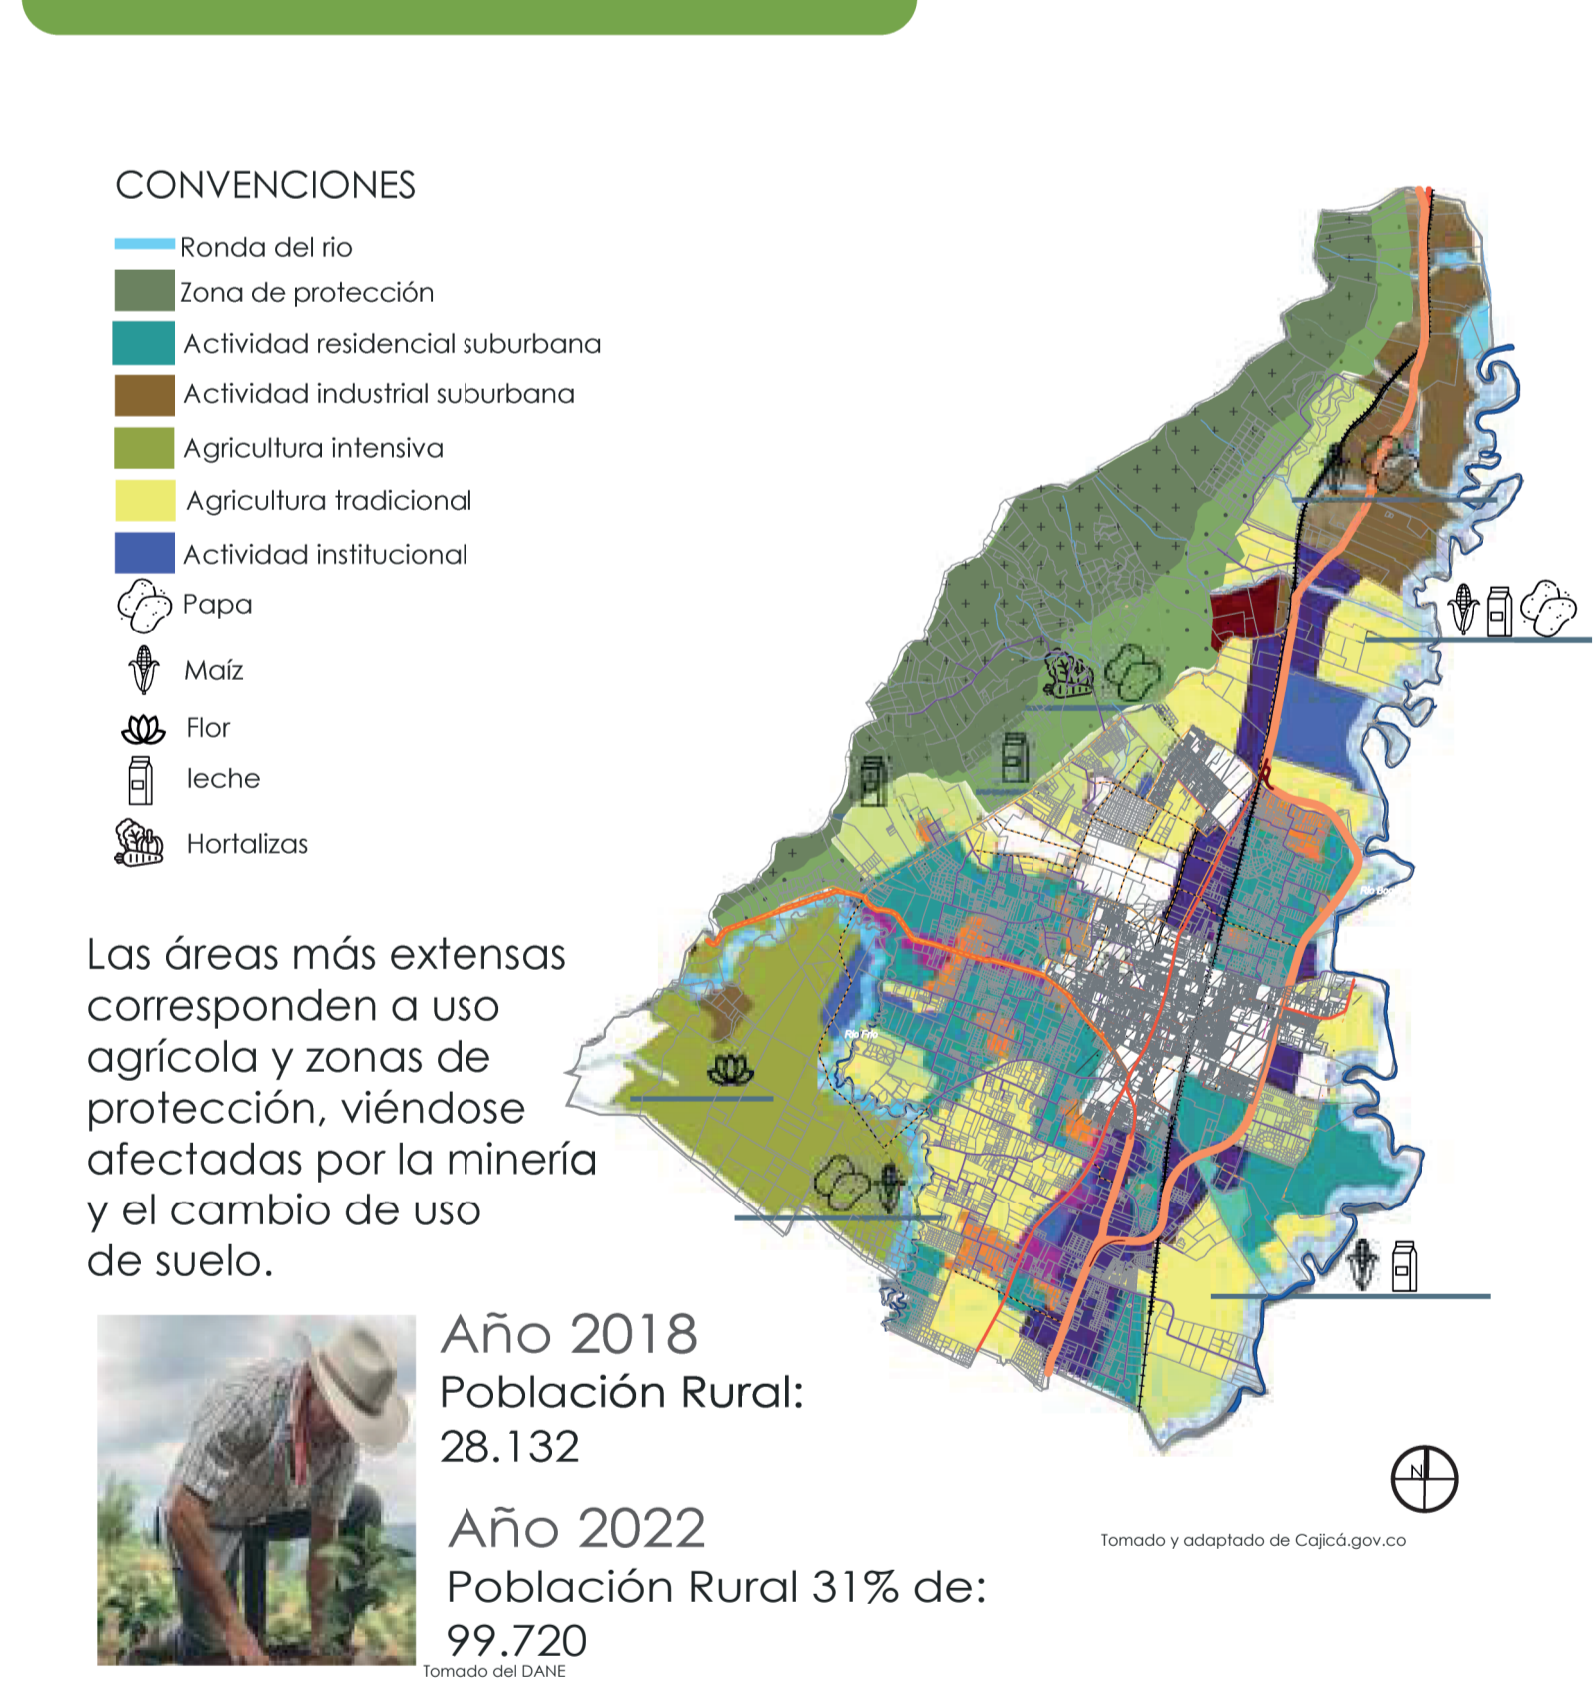 CONVENCIONES
Ronda del rio
Zona de protección
Actividad residencial suburbana
Actividad industrial suburbana
Agricultura intensiva
Agricultura tradicional
Actividad institucional
Papa
Maíz
Flor
leche
Hortalizas
Las áreas más extensas
corresponden a uso
agrícola y zonas de
protección, viéndose
afectadas por la minería
y el cambio de uso
de suelo.
Año 2018
Población Rural:
28.132
Año 2022
Población Rural 31% de:
99.720
Tomado del DANE
Río Frío
N
Tomado y adaptado de Cajicá.gov.co